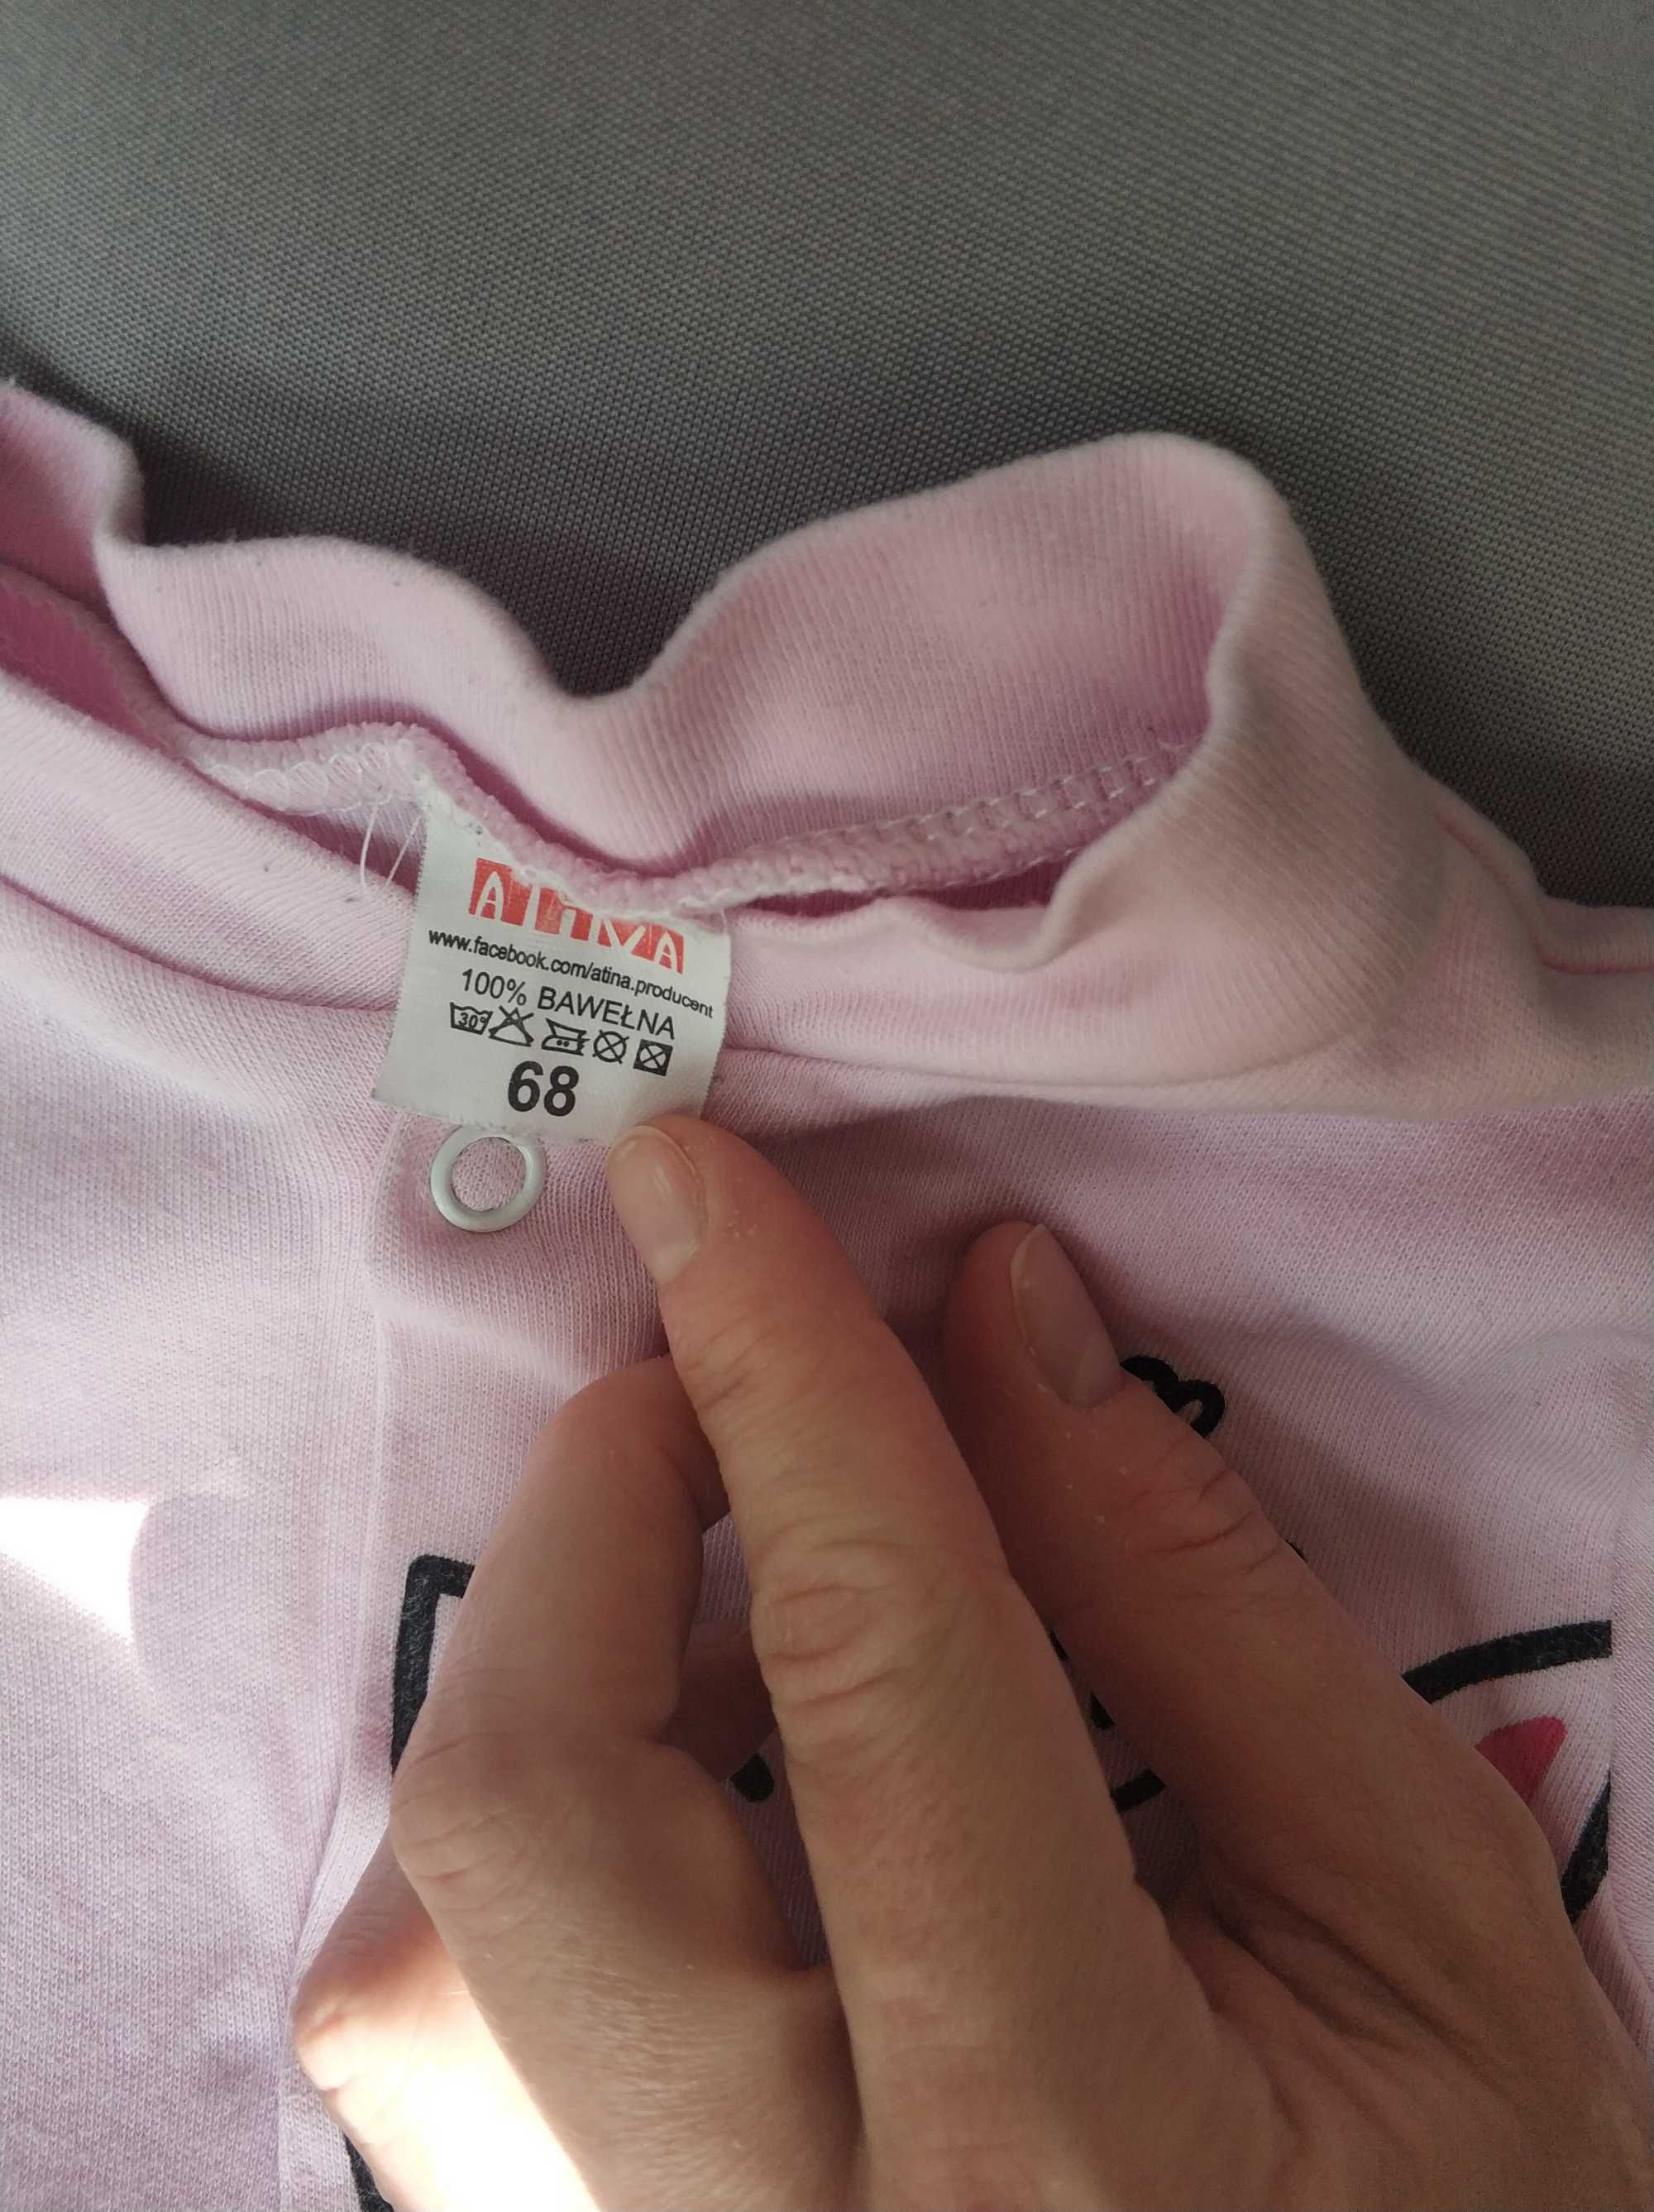 ATINA
www.facebook.com/atina.producent
100% BAWEŁNA
30°
68